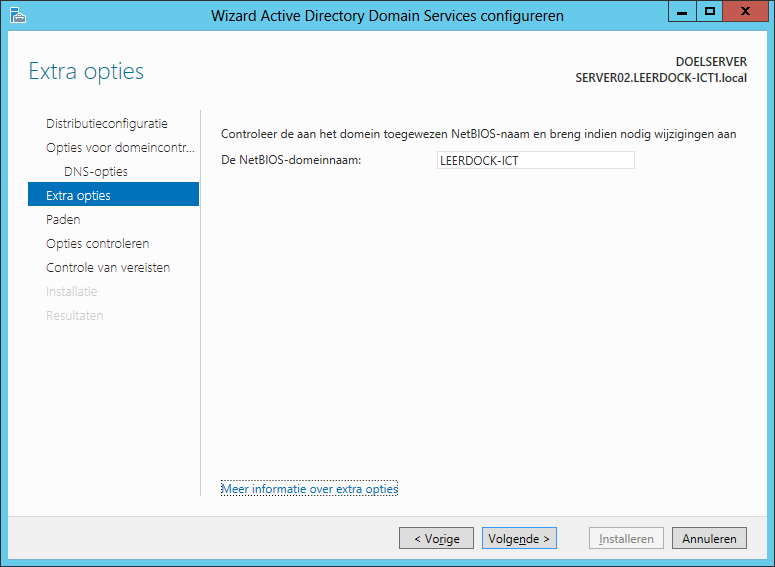 Wizard Active Directory Domain Services configureren
Extra opties
DOELSERVER
SERVER02.LEERDOCK-ICT1.local
Distributieconfiguratie
Opties voor domeincontr...
DNS-opties
Extra opties
Paden
Opties controleren
Controle van vereisten
Installatie
Resultaten
Controleer de aan het domein toegewezen NetBIOS-naam en breng indien nodig wijzigingen aan
De NetBIOS-domeinnaam: LEERDOCK-ICT
Meer informatie over extra opties
< Vorige Volgende > Installeren Annuleren